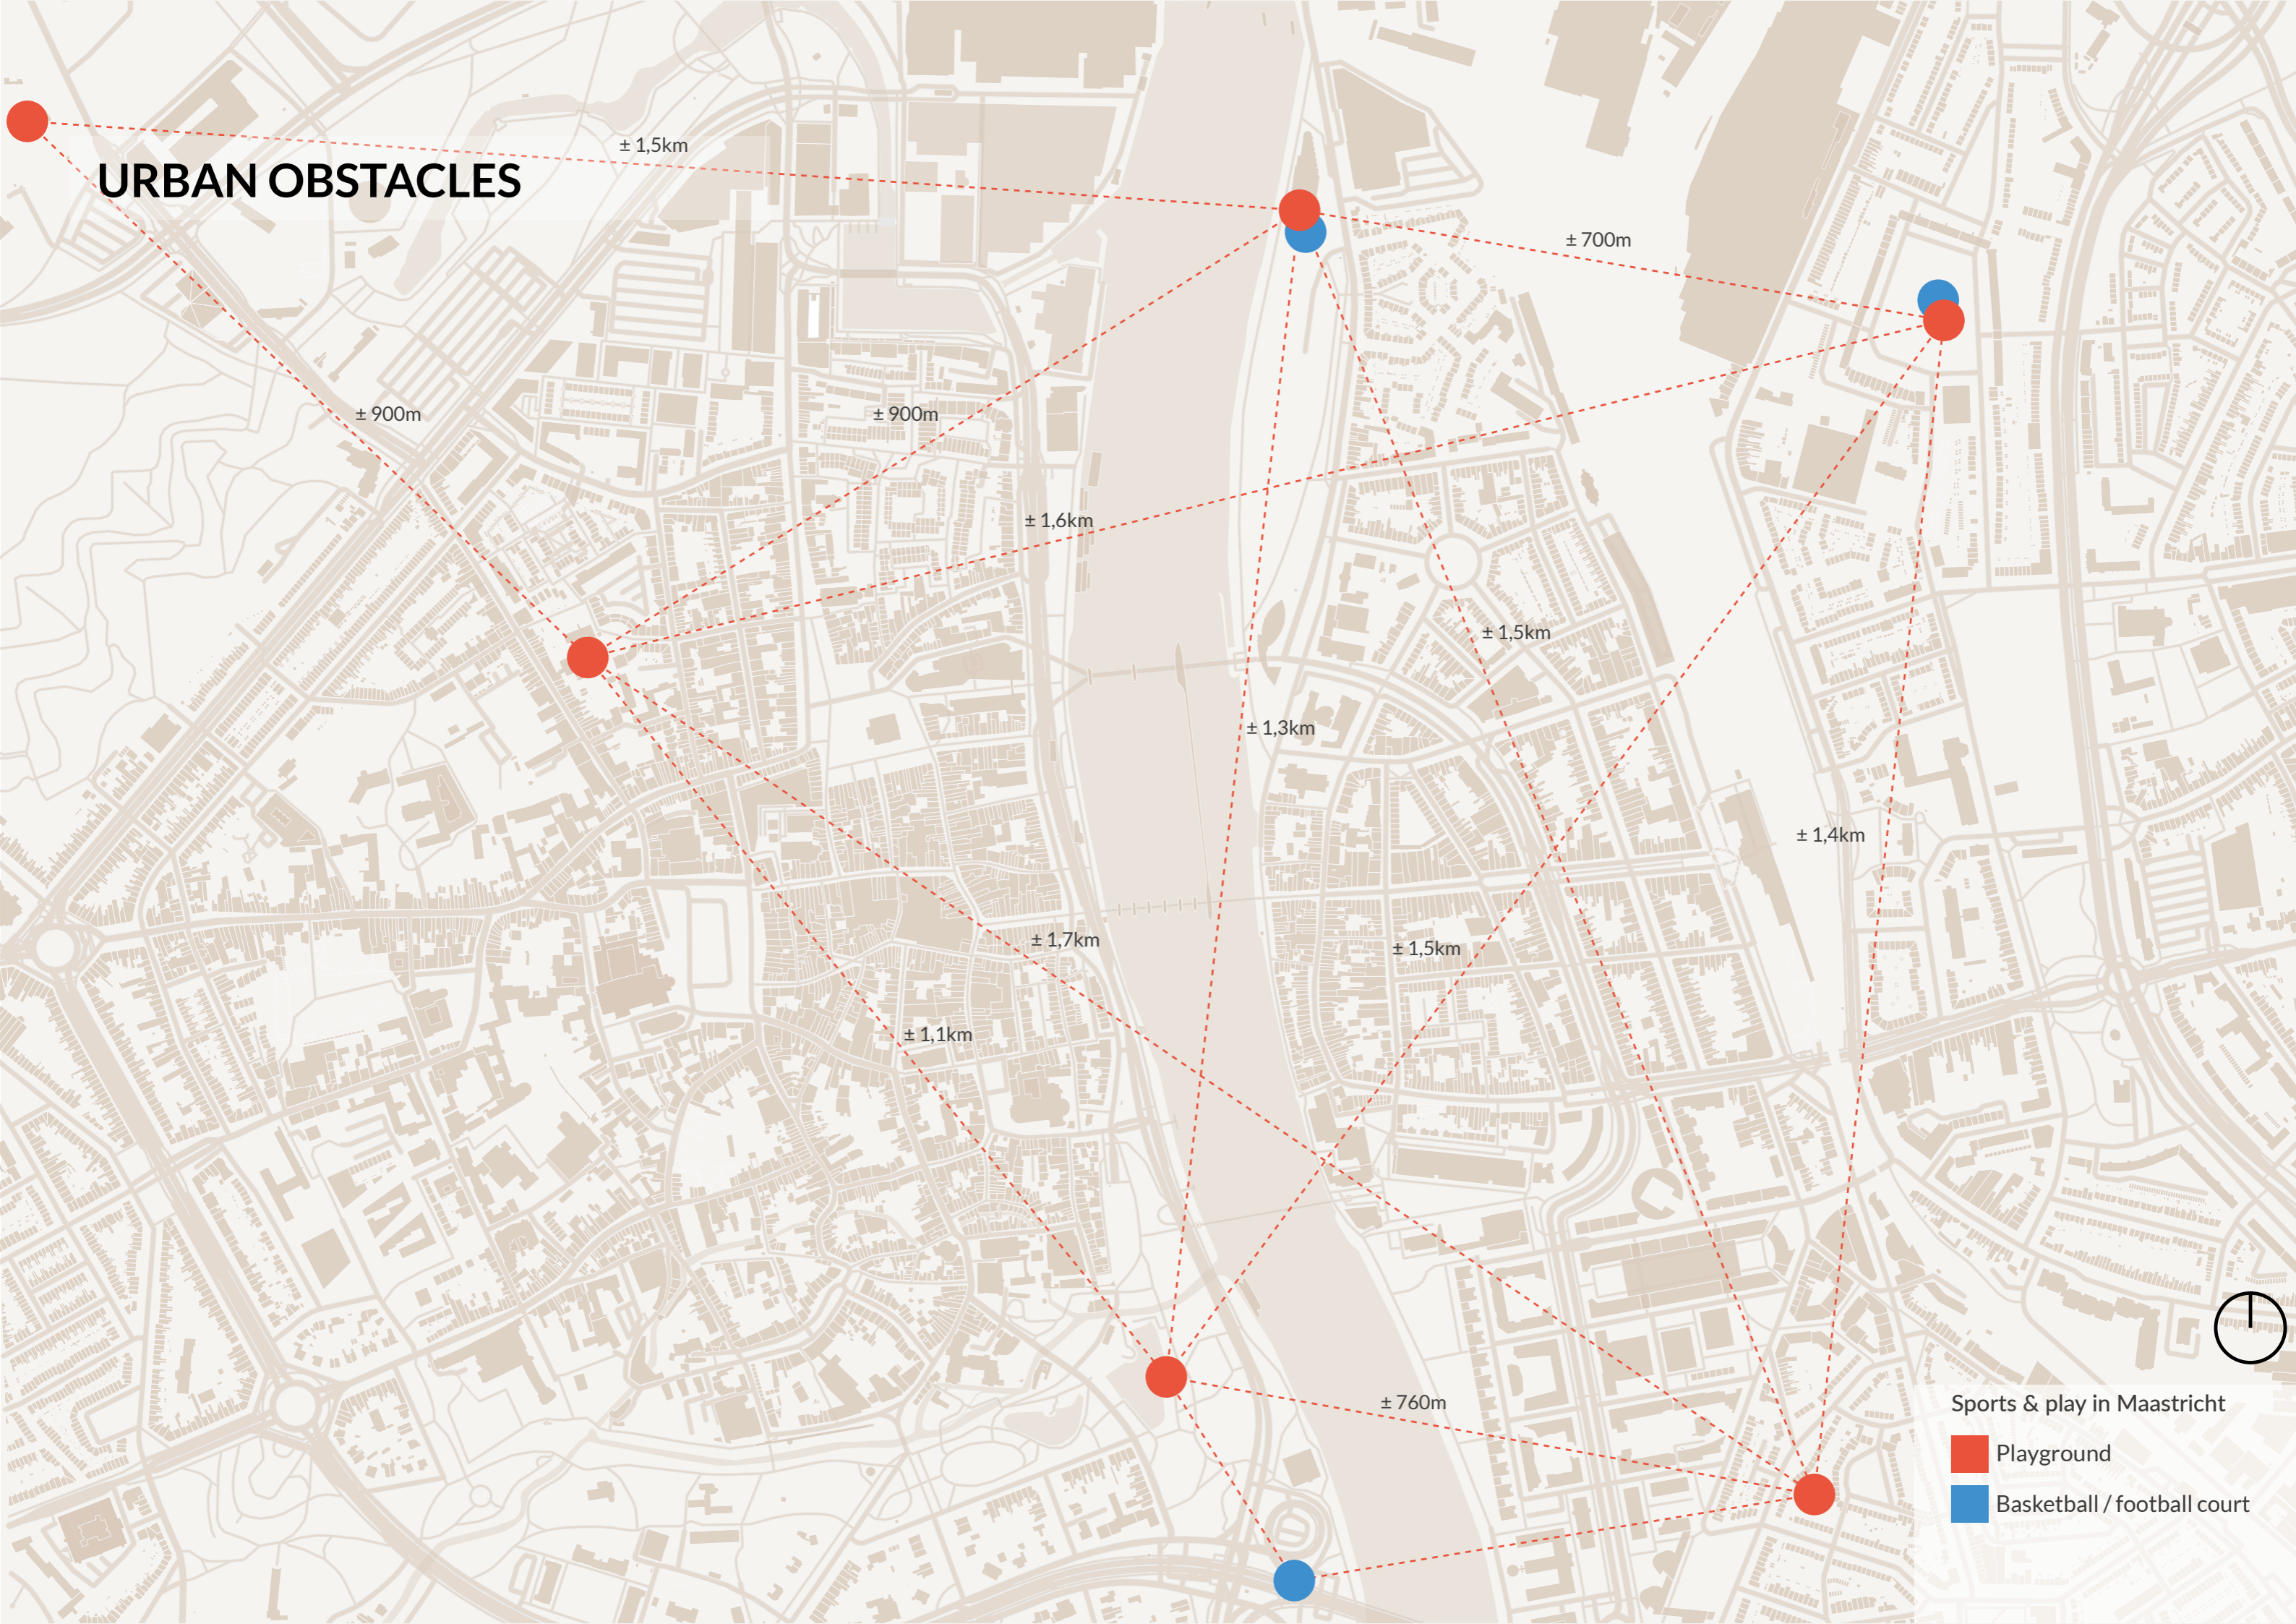 ± 1,5km
URBAN OBSTACLES
± 700m
± 900m
± 900m
± 1,6km
± 1,5km
± 1,3km
± 1,4km
± 1,7km
± 1,5km
± 1,1km
± 760m
Sports & play in Maastricht
Playground
Basketball / football court